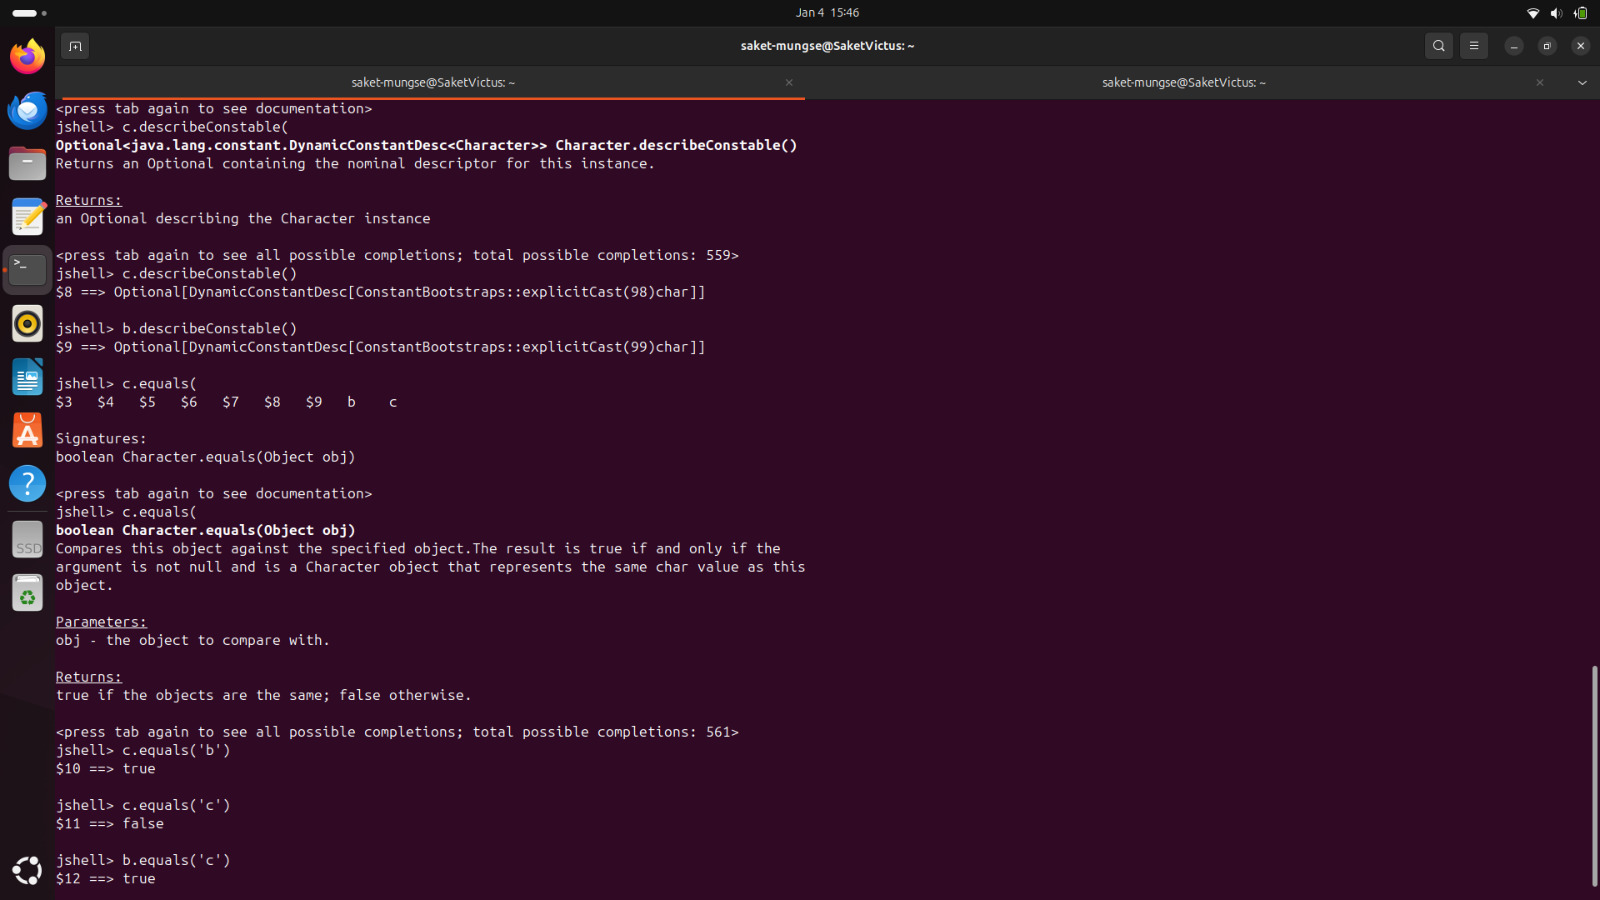 Jan 4 15:46
saket-mungse@SaketVictus: ~
saket-mungse@SaketVictus: ~
saket-mungse@SaketVictus: ~
<press tab again to see documentation>
jshell> c.describeConstable(
Optional<java.lang.constant.DynamicConstantDesc<Character>> Character.describeConstable()
Returns an Optional containing the nominal descriptor for this instance.
Returns:
an Optional describing the Character instance
<press tab again to see all possible completions; total possible completions: 559>
jshell> c.describeConstable()
$8 ==> Optional[DynamicConstantDesc[ConstantBootstraps::explicitCast(98)char]]
jshell> b.describeConstable()
$9 ==> Optional[DynamicConstantDesc[ConstantBootstraps::explicitCast(99)char]]
jshell> c.equals(
$3 $4 $5 $6 $7 $8 $9 b c
Signatures:
boolean Character.equals(Object obj)
<press tab again to see documentation>
jshell> c.equals(
boolean Character.equals(Object obj)
Compares this object against the specified object.The result is true if and only if the
argument is not null and is a Character object that represents the same char value as this
object.
Parameters:
obj - the object to compare with.
Returns:
true if the objects are the same; false otherwise.
<press tab again to see all possible completions; total possible completions: 561>
jshell> c.equals('b')
$10 ==> true
jshell> c.equals('c')
$11 ==> false
jshell> b.equals('c')
$12 ==> true
SSD